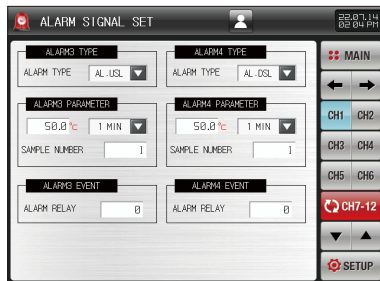 ALARM SIGNAL SET
22.07.14
02:04 PM
ALARM3 TYPE
ALARM TYPE AL.USL
ALARM4 TYPE
ALARM TYPE AL.DSL
ALARM3 PARAMETER
50.0 ℃ 1 MIN
SAMPLE NUMBER 1
ALARM4 PARAMETER
50.0 ℃ 1 MIN
SAMPLE NUMBER 1
ALARM3 EVENT
ALARM RELAY 0
ALARM4 EVENT
ALARM RELAY 0
MAIN
CH1 CH2
CH3 CH4
CH5 CH6
CH7-12
SETUP